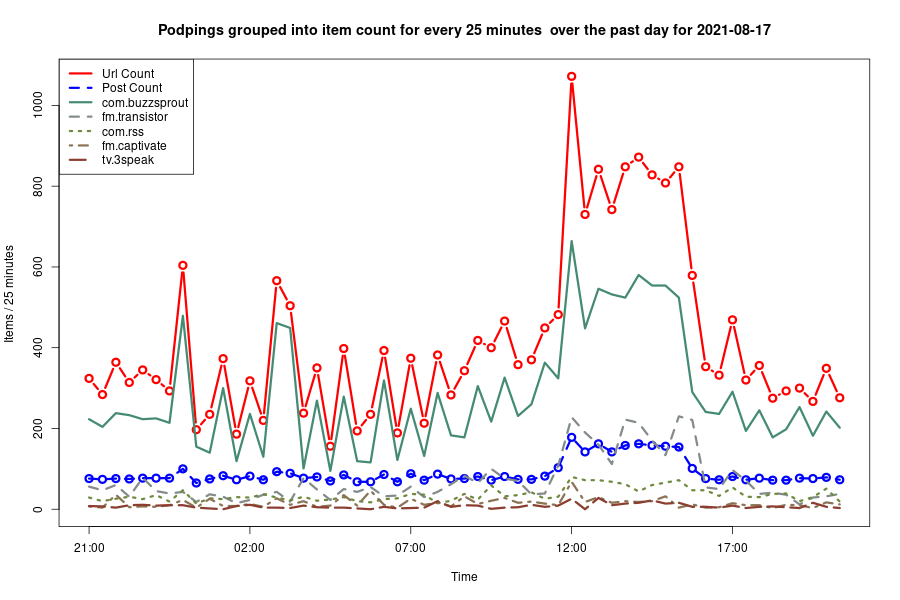 Podpings grouped into item count for every 25 minutes  over the past day for 2021-08-17
Url Count
Post Count
com.buzzsprout
fm.transistor
com.rss
fm.captivate
tv.3speak
Items / 25 minutes
1000
800
600
400
200
0
21:00
02:00
07:00
12:00
17:00
Time